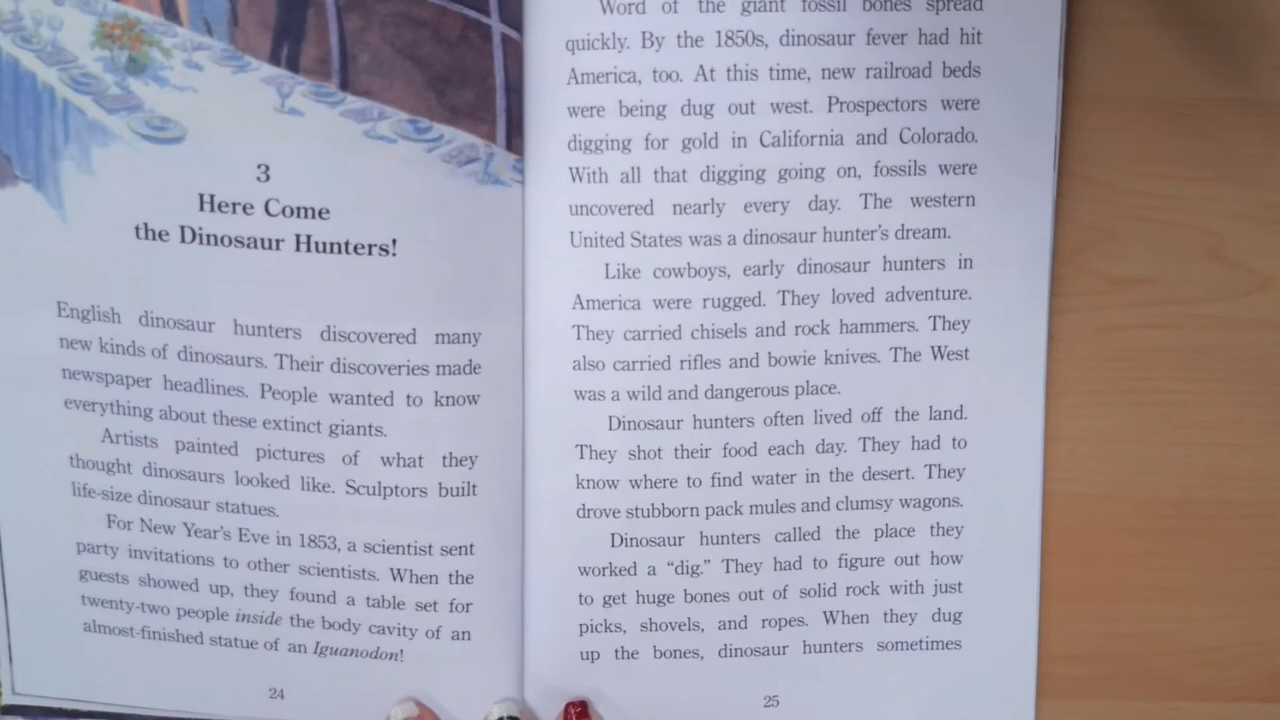 3
Here Come
the Dinosaur Hunters!
English dinosaur hunters discovered many
new kinds of dinosaurs. Their discoveries made
newspaper headlines. People wanted to know
everything about these extinct giants.
Artists painted pictures of what they
thought dinosaurs looked like. Sculptors built
life-size dinosaur statues.
For New Year's Eve in 1853, a scientist sent
party invitations to other scientists. When the
guests showed up, they found a table set for
twenty-two people inside the body cavity of an
almost-finished statue of an Iguanodon!
24
Word of the giant fossil bones spread
quickly. By the 1850s, dinosaur fever had hit
America, too. At this time, new railroad beds
were being dug out west. Prospectors were
digging for gold in California and Colorado.
With all that digging going on, fossils were
uncovered nearly every day. The western
United States was a dinosaur hunter's dream.
Like cowboys, early dinosaur hunters in
America were rugged. They loved adventure.
They carried chisels and rock hammers. They
also carried rifles and bowie knives. The West
was a wild and dangerous place.
Dinosaur hunters often lived off the land.
They shot their food each day. They had to
know where to find water in the desert. They
drove stubborn pack mules and clumsy wagons.
Dinosaur hunters called the place they
worked a “dig.” They had to figure out how
to get huge bones out of solid rock with just
picks, shovels, and ropes. When they dug
up the bones, dinosaur hunters sometimes
25